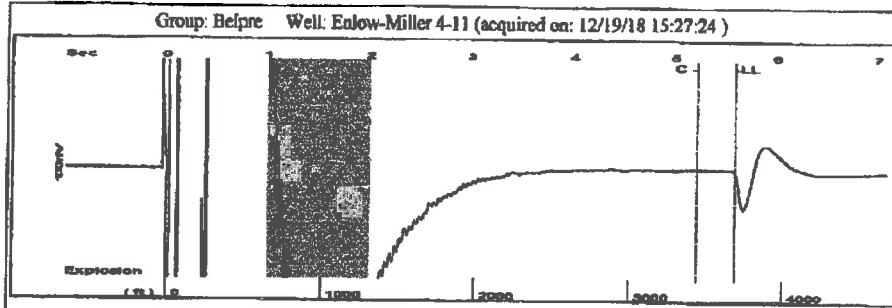 Group: Belpre Well: Enlow-Miller 4-11 (acquired on: 12/19/18 15:27:24 )
Sec 0 1 2 3 4 5 6 7
C LL
Explosion
( ft ) 0 1000 2000 3000 4000